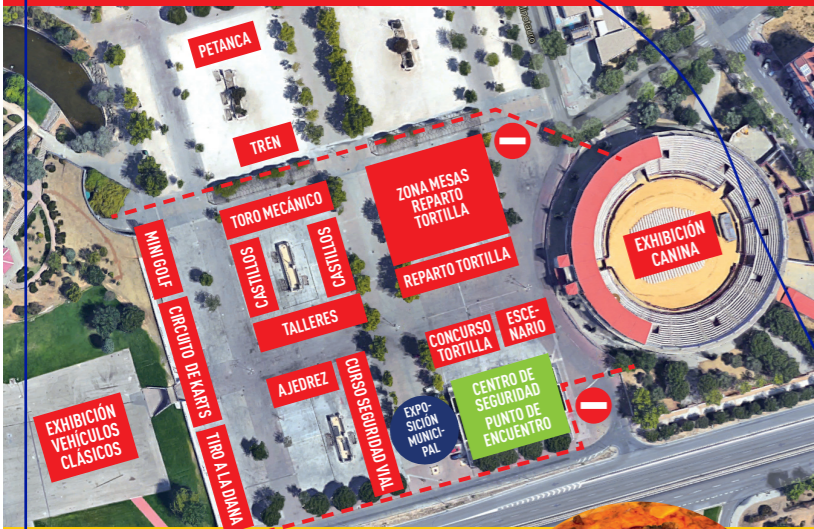 PETANCA
TREN
TORO MECÁNICO
ZONA MESAS
REPARTO
TORTILLA
MINI GOLF
CASTILLOS
CASTILLOS
EXHIBICIÓN
CANINA
REPARTO TORTILLA
TALLERES
CIRCUITO DE KARTS
CONCURSO
TORTILLA
ESCE-
NARIO
AJEDREZ
CURSO SEGURIDAD VIAL
CENTRO DE
SEGURIDAD
PUNTO DE
ENCUENTRO
EXPO-
SICIÓN
MUNICI-
PAL
EXHIBICIÓN
VEHÍCULOS
CLÁSICOS
TIRO A LA DIANA